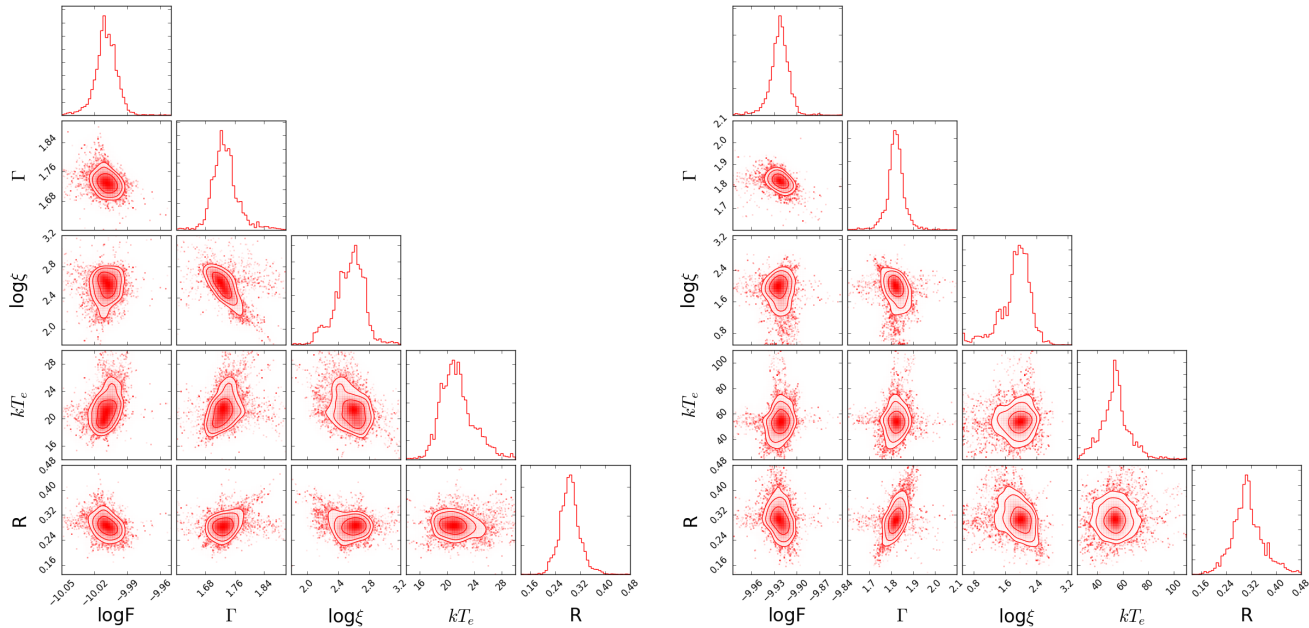 1.84
1.76
1.68
Γ
3.2
2.8
2.4
2.0
logξ
28
24
20
16
kT_e
0.48
0.40
0.32
0.24
0.16
R
−10.05 −10.02 −9.99 −9.96
1.68 1.76 1.84
2.0 2.4 2.8 3.2
16 20 24 28
0.16 0.24 0.32 0.40 0.48
logF Γ logξ kT_e R
2.1
2.0
1.9
1.8
1.7
Γ
3.2
2.4
1.6
0.8
logξ
100
80
60
40
kT_e
0.48
0.40
0.32
0.24
0.16
R
−9.96 −9.93 −9.90 −9.87 −9.84
1.7 1.8 1.9 2.0 2.1
0.8 1.6 2.4 3.2
40 60 80 100
0.16 0.24 0.32 0.40 0.48
logF Γ logξ kT_e R